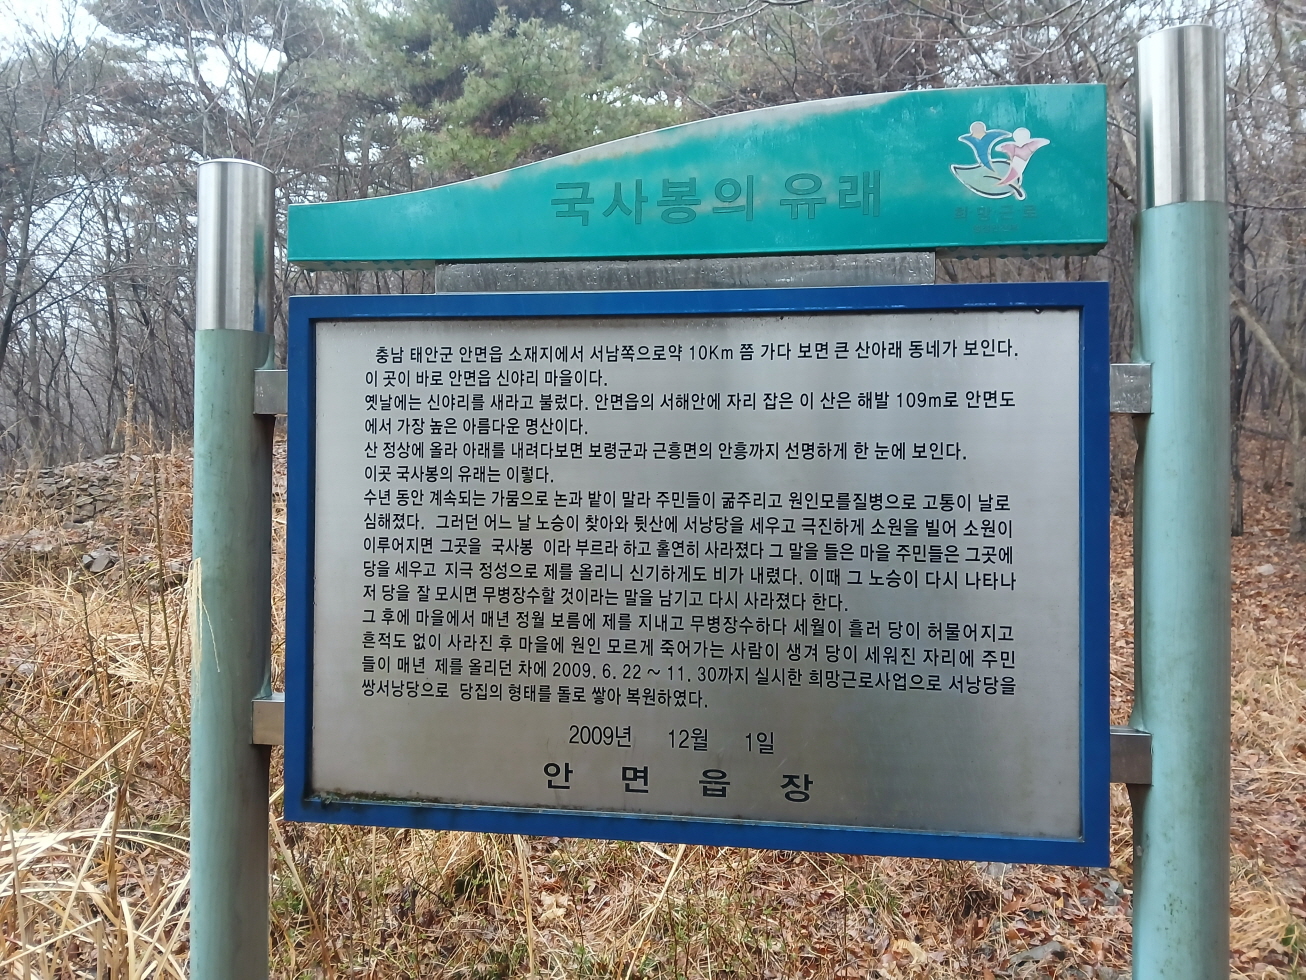 국사봉의 유래
희망근로
충남 태안군 안면읍 소재지에서 서남쪽으로약 10Km 쯤 가다 보면 큰 산아래 동네가 보인다.
이 곳이 바로 안면읍 신야리 마을이다.
옛날에는 신야리를 새라고 불렀다. 안면읍의 서해안에 자리 잡은 이 산은 해발 109m로 안면도
에서 가장 높은 아름다운 명산이다.
산 정상에 올라 아래를 내려다보면 보령군과 근흥면의 안흥까지 선명하게 한 눈에 보인다.
이곳 국사봉의 유래는 이렇다.
수년 동안 계속되는 가뭄으로 논과 밭이 말라 주민들이 굶주리고 원인모를질병으로 고통이 날로
심해졌다. 그러던 어느 날 노승이 찾아와 뒷산에 서낭당을 세우고 극진하게 소원을 빌어 소원이
이루어지면 그곳을 국사봉 이라 부르라 하고 홀연히 사라졌다 그 말을 들은 마을 주민들은 그곳에
당을 세우고 지극 정성으로 제를 올리니 신기하게도 비가 내렸다. 이때 그 노승이 다시 나타나
저 당을 잘 모시면 무병장수할 것이라는 말을 남기고 다시 사라졌다 한다.
그 후에 마을에서 매년 정월 보름에 제를 지내고 무병장수하다 세월이 흘러 당이 허물어지고
흔적도 없이 사라진 후 마을에 원인 모르게 죽어가는 사람이 생겨 당이 세워진 자리에 주민
들이 매년 제를 올리던 차에 2009. 6. 22 ~ 11. 30까지 실시한 희망근로사업으로 서낭당을
쌍서낭당으로 당집의 형태를 돌로 쌓아 복원하였다.
2009년 12월 1일
안 면 읍 장